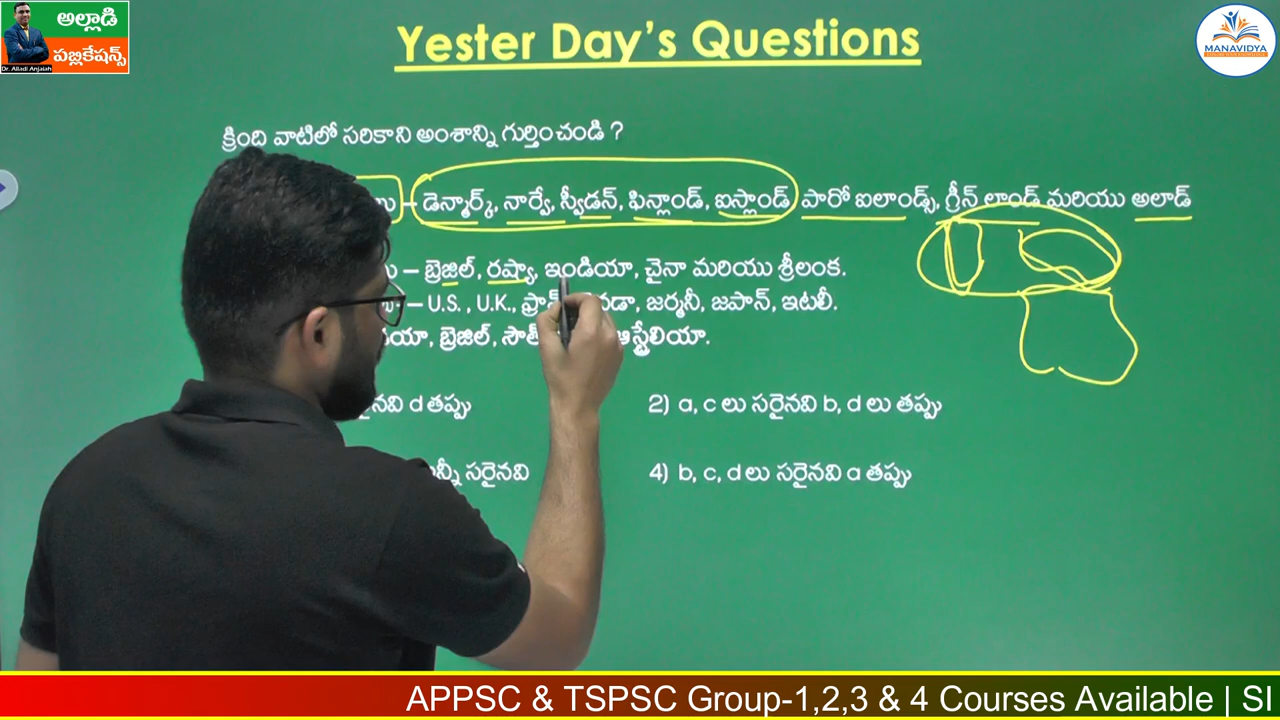 అల్లాడి
పబ్లికేషన్స్
Dr. Alladi Anjaiah
Yester Day's Questions
MANAVIDYA
క్రింది వాటిలో సరికాని అంశాన్ని గుర్తించండి ?
– డెన్మార్క్, నార్వే, స్వీడన్, ఫిన్లాండ్, ఐస్లాండ్ పారో ఐలాండ్స్, గ్రీన్ లాండ్ మరియు అలాడ్
– బ్రెజిల్, రష్యా, ఇండియా, చైనా మరియు శ్రీలంక.
– U.S. , U.K., జర్మనీ, జపాన్, ఇటలీ.
బ్రెజిల్, సౌత్ ఆస్ట్రేలియా.
d తప్పు
2) a, c లు సరైనవి b, d లు తప్పు
సరైనవి
4) b, c, d లు సరైనవి a తప్పు
APPSC & TSPSC Group-1,2,3 & 4 Courses Available | SI